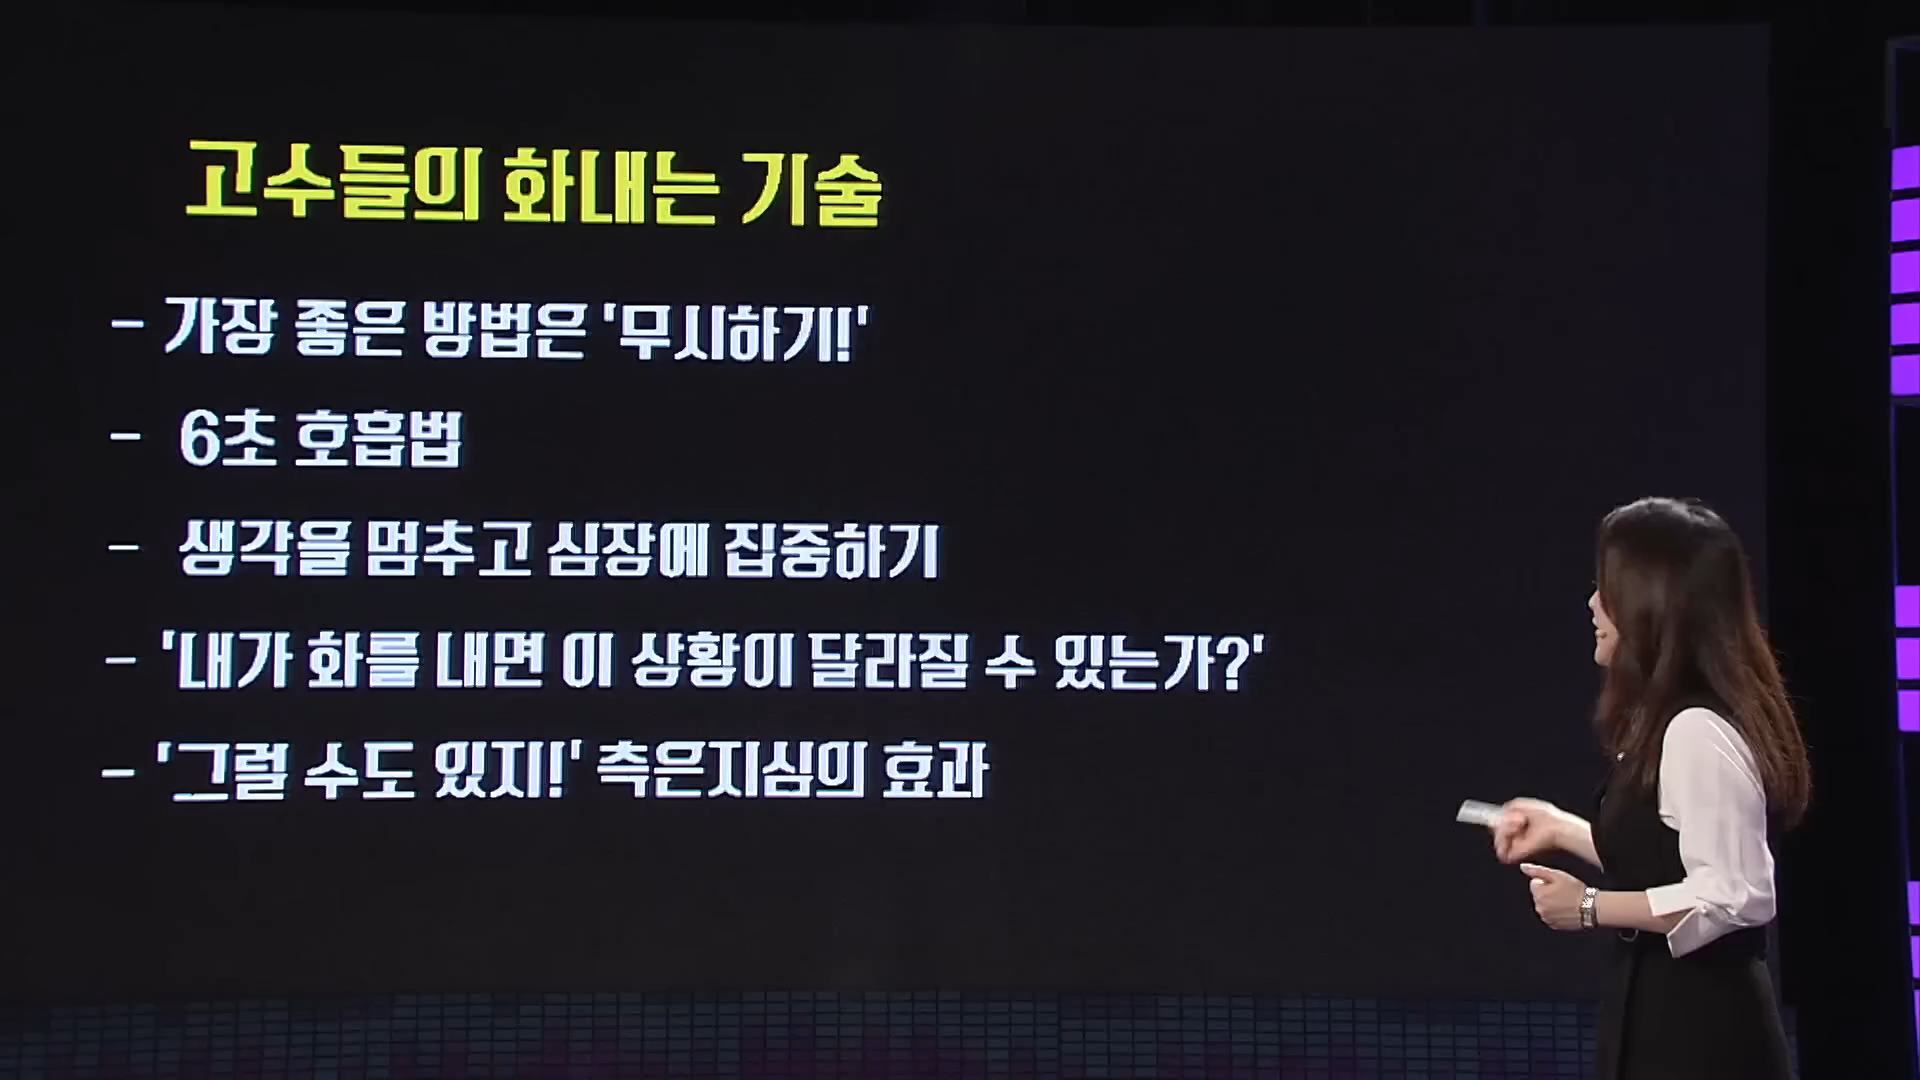 고수들의 화내는 기술
- 가장 좋은 방법은 '무시하기!'
- 6초 호흡법
- 생각을 멈추고 심장에 집중하기
- '내가 화를 내면 이 상황이 달라질 수 있는가?'
- '그럴 수도 있지!' 측은지심의 효과